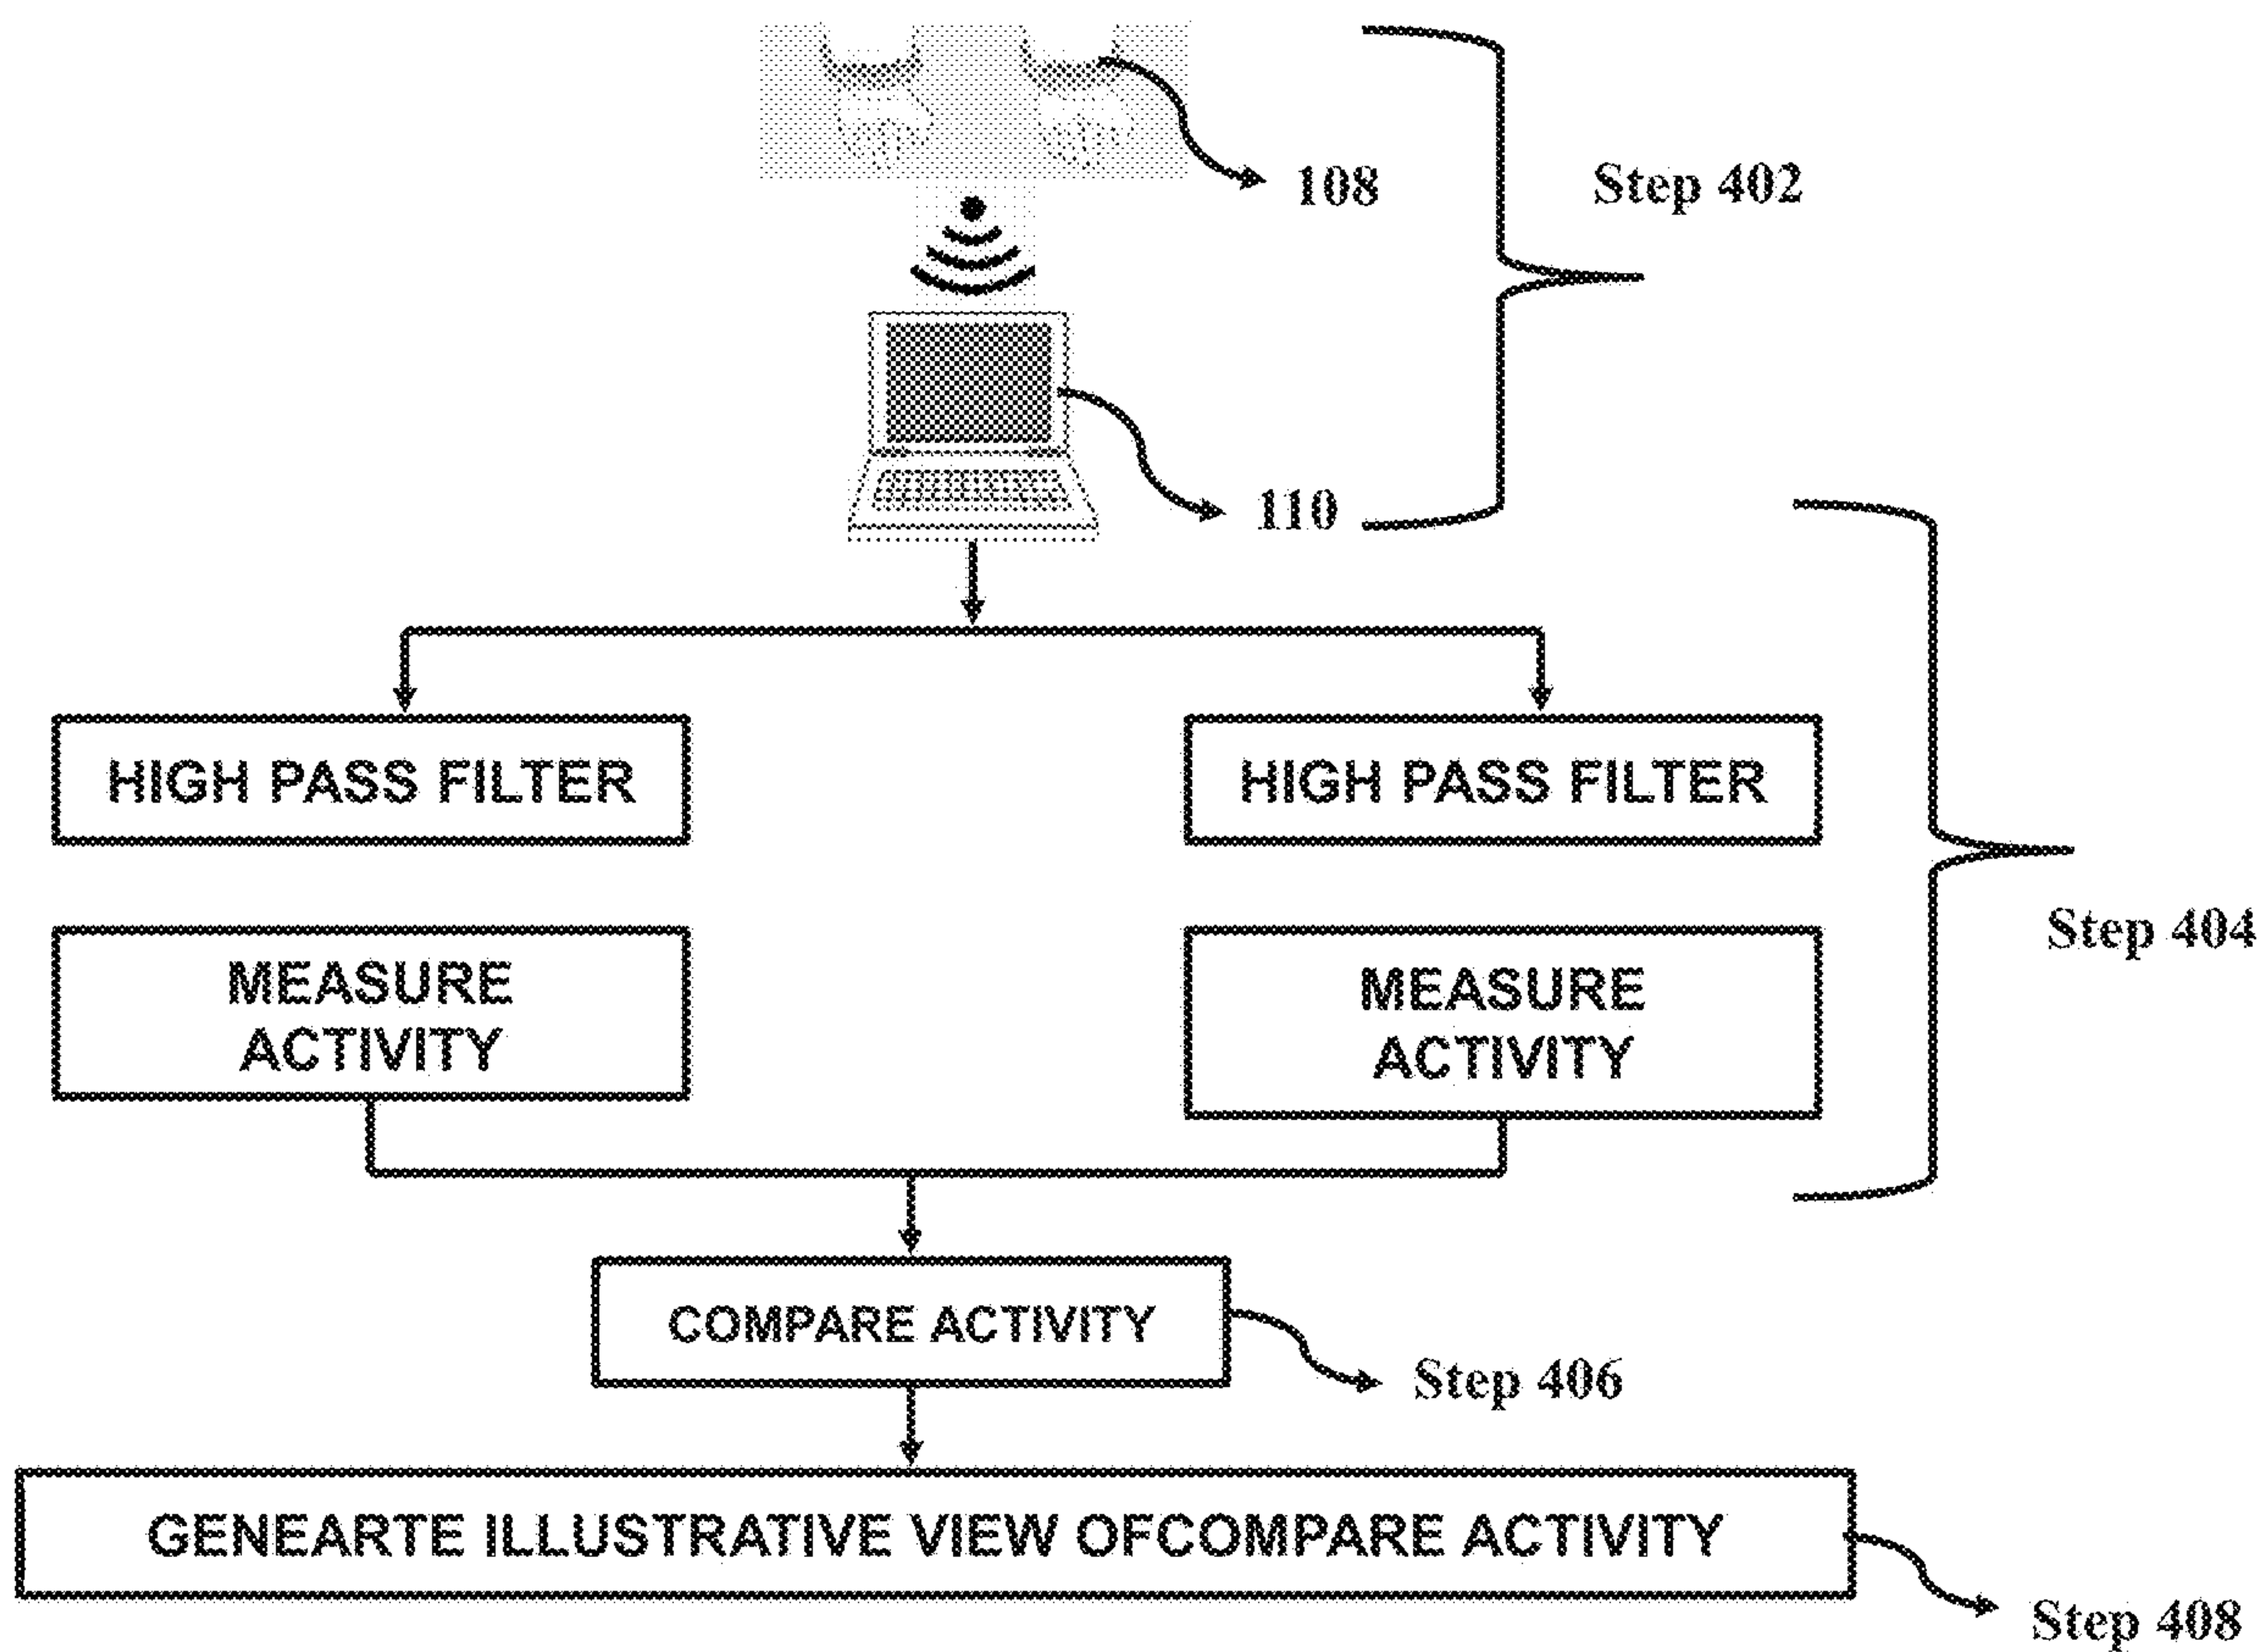 108
Step 402
110
HIGH PASS FILTER
HIGH PASS FILTER
Step 404
MEASURE
ACTIVITY
MEASURE
ACTIVITY
COMPARE ACTIVITY
Step 406
GENEARTE ILLUSTRATIVE VIEW OFCOMPARE ACTIVITY
Step 408